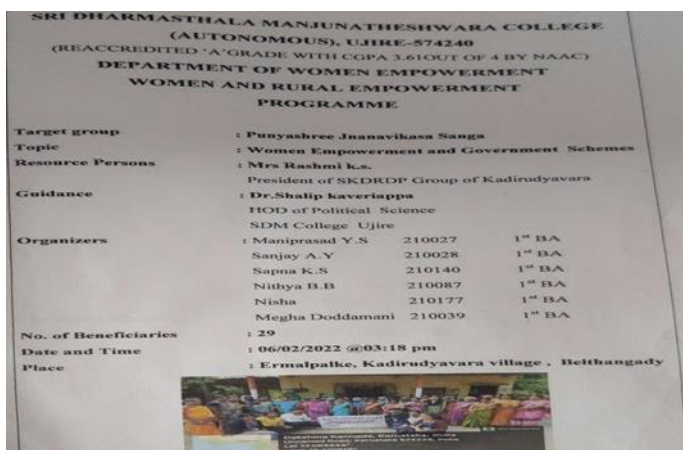 SRI DHARMASTHALA MANJUNATHESHWARA COLLEGE
(AUTONOMOUS), UJIRE-574240
(REACCREDITED 'A'GRADE WITH CGPA 3.61OUT OF 4 BY NAAC)
DEPARTMENT OF WOMEN EMPOWERMENT
WOMEN AND RURAL EMPOWERMENT
PROGRAMME
Target group : Punyashree Jnanavikasa Sanga
Topic : Women Empowerment and Government Schemes
Resource Persons : Mrs Rashmi k.s.
President of SKDRDP Group of Kadirudyavara
Guidance : Dr.Shalip kaveriappa
HOD of Political Science
SDM College Ujire
Organizers : Maniprasad Y.S 210027 1st BA
Sanjay A.Y 210028 1st BA
Sapna K.S 210140 1st BA
Nithya B.B 210087 1st BA
Nisha 210177 1st BA
Megha Doddamani 210039 1st BA
No. of Beneficiaries : 29
Date and Time : 06/02/2022 @03:18 pm
Place : Ermalpalke, Kadirudyavara village , Belthangady
Dakshina Kannada, Karnataka, India